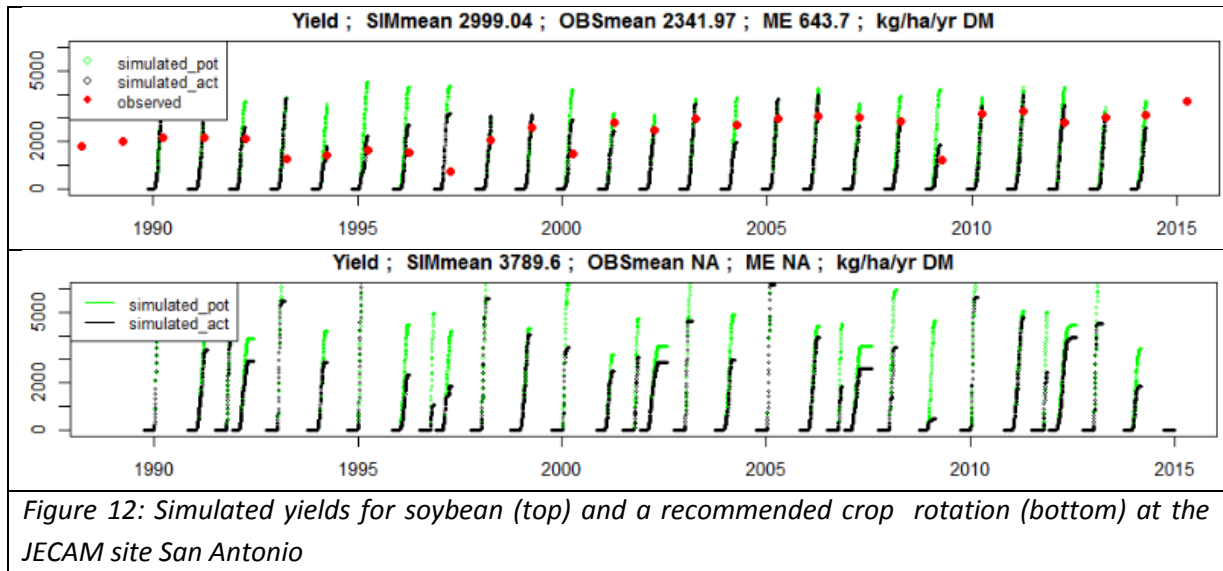 Yield ; SIMmean 2999.04 ; OBSmean 2341.97 ; ME 643.7 ; kg/ha/yr DM
simulated_pot
simulated_act
observed
5000
2000
0
1990 1995 2000 2005 2010 2015
Yield ; SIMmean 3789.6 ; OBSmean NA ; ME NA ; kg/ha/yr DM
simulated_pot
simulated_act
5000
2000
0
1990 1995 2000 2005 2010 2015
Figure 12: Simulated yields for soybean (top) and a recommended crop rotation (bottom) at the
JECAM site San Antonio